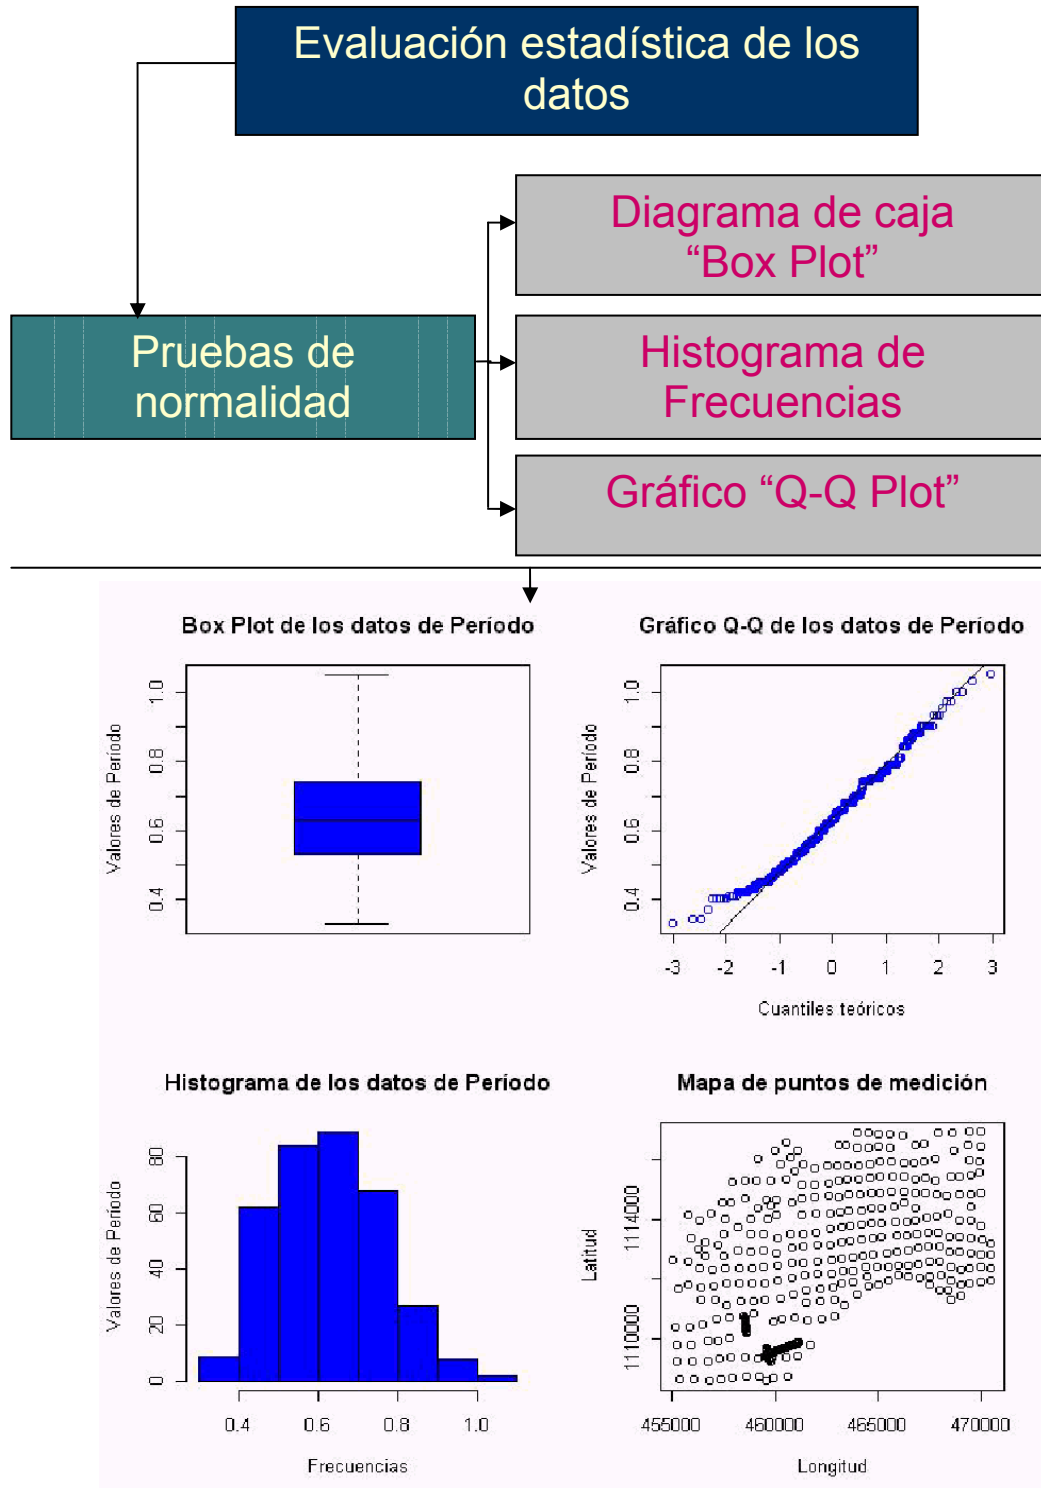 Evaluación estadística de los
datos
Diagrama de caja
“Box Plot”
Pruebas de
normalidad
Histograma de
Frecuencias
Gráfico “Q-Q Plot”
Box Plot de los datos de Período
Valores de Período
1.0
0.8
0.6
0.4
Gráfico Q-Q de los datos de Período
Valores de Período
1.0
0.8
0.6
0.4
-3 -2 -1 0 1 2 3
Cuantiles teóricos
Histograma de los datos de Período
Valores de Período
80
60
40
20
0
0.4 0.6 0.8 1.0
Frecuencias
Mapa de puntos de medición
Latitud
1114000
1110000
455000 460000 465000 470000
Longitud